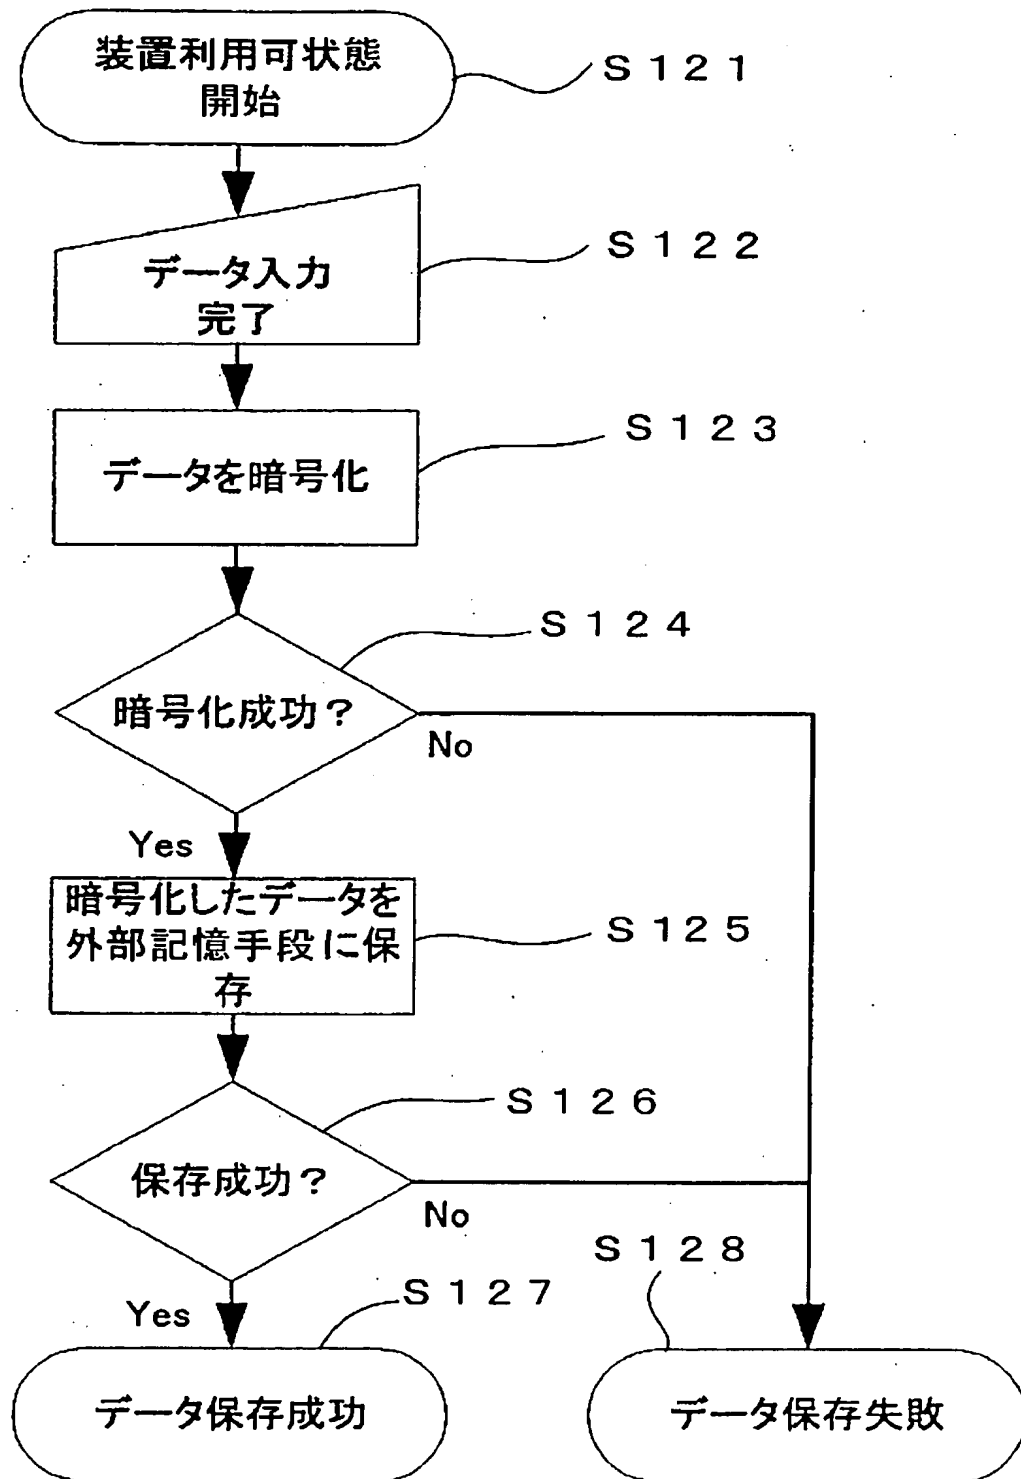 装置利用可状態
開始
S121
データ入力
完了
S122
データを暗号化
S123
暗号化成功?
S124
No
Yes
暗号化したデータを
外部記憶手段に保
存
S125
保存成功?
S126
No
Yes
データ保存成功
S127
データ保存失敗
S128